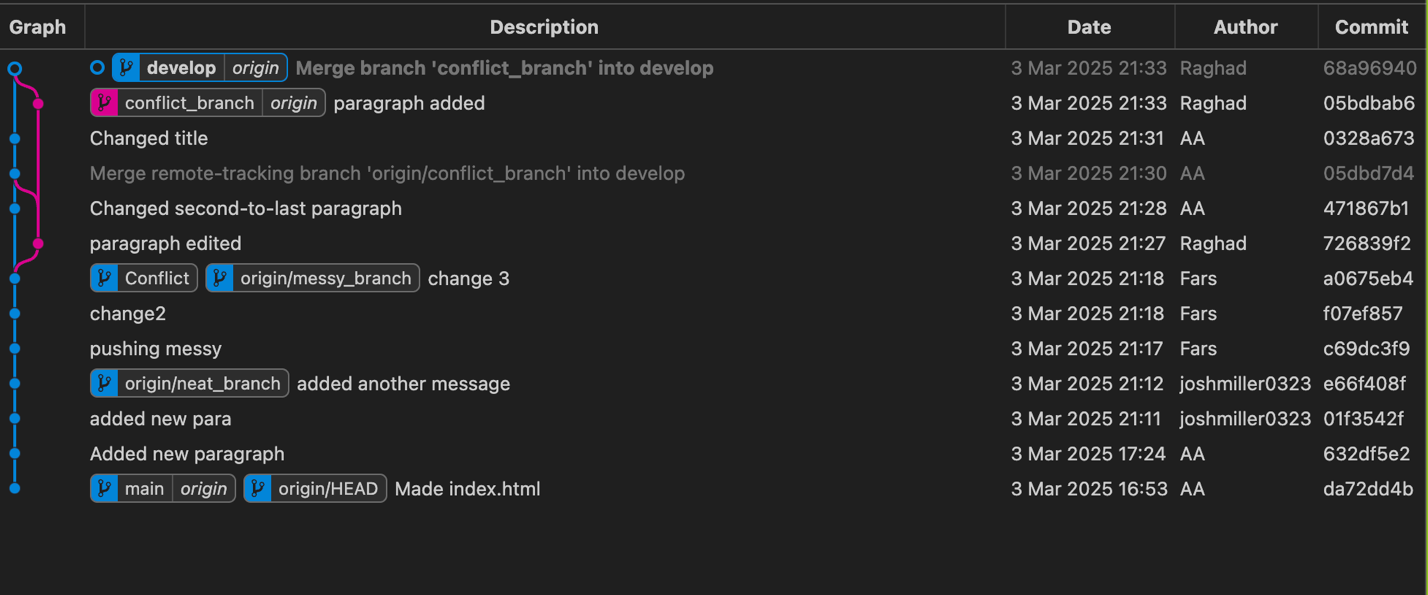 Graph Description Date Author Commit
develop origin Merge branch 'conflict_branch' into develop 3 Mar 2025 21:33 Raghad 68a96940
conflict_branch origin paragraph added 3 Mar 2025 21:33 Raghad 05bdbab6
Changed title 3 Mar 2025 21:31 AA 0328a673
Merge remote-tracking branch 'origin/conflict_branch' into develop 3 Mar 2025 21:30 AA 05dbd7d4
Changed second-to-last paragraph 3 Mar 2025 21:28 AA 471867b1
paragraph edited 3 Mar 2025 21:27 Raghad 726839f2
Conflict origin/messy_branch change 3 3 Mar 2025 21:18 Fars a0675eb4
change2 3 Mar 2025 21:18 Fars f07ef857
pushing messy 3 Mar 2025 21:17 Fars c69dc3f9
origin/neat_branch added another message 3 Mar 2025 21:12 joshmiller0323 e66f408f
added new para 3 Mar 2025 21:11 joshmiller0323 01f3542f
Added new paragraph 3 Mar 2025 17:24 AA 632df5e2
main origin origin/HEAD Made index.html 3 Mar 2025 16:53 AA da72dd4b